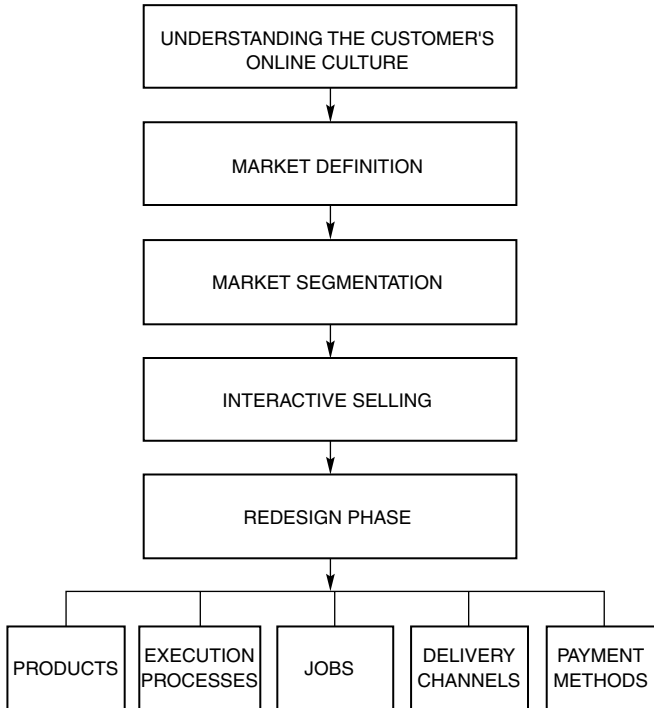 UNDERSTANDING THE CUSTOMER'S
ONLINE CULTURE
MARKET DEFINITION
MARKET SEGMENTATION
INTERACTIVE SELLING
REDESIGN PHASE
PRODUCTS
EXECUTION
PROCESSES
JOBS
DELIVERY
CHANNELS
PAYMENT
METHODS